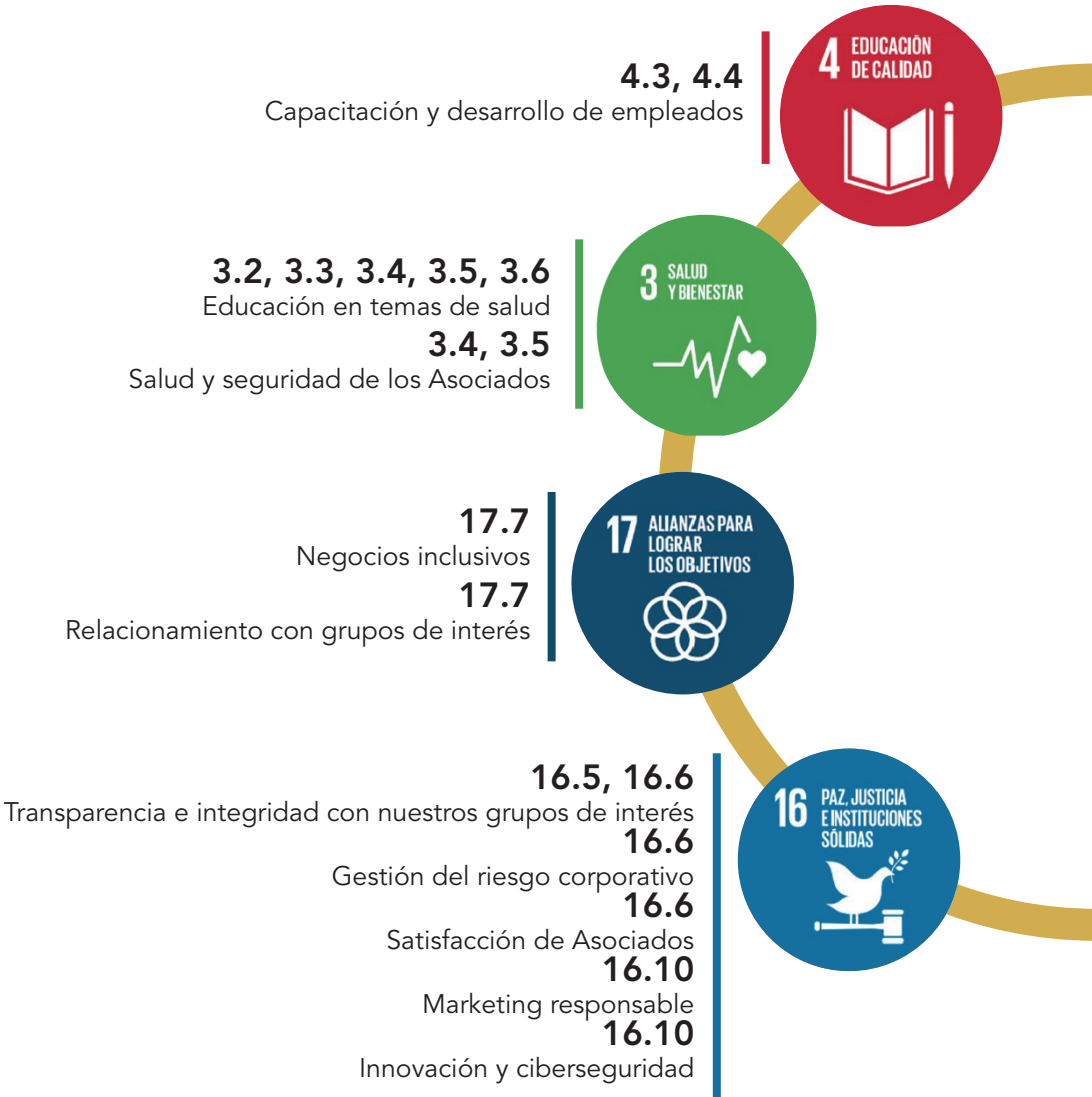 4.3, 4.4
Capacitación y desarrollo de empleados
4 EDUCACIÓN
DE CALIDAD
3.2, 3.3, 3.4, 3.5, 3.6
Educación en temas de salud
3.4, 3.5
Salud y seguridad de los Asociados
3 SALUD
Y BIENESTAR
17.7
Negocios inclusivos
17.7
Relacionamiento con grupos de interés
17 ALIANZAS PARA
LOGRAR
LOS OBJETIVOS
16.5, 16.6
Transparencia e integridad con nuestros grupos de interés
16.6
Gestión del riesgo corporativo
16.6
Satisfacción de Asociados
16.10
Marketing responsable
16.10
Innovación y ciberseguridad
16 PAZ, JUSTICIA
E INSTITUCIONES
SÓLIDAS